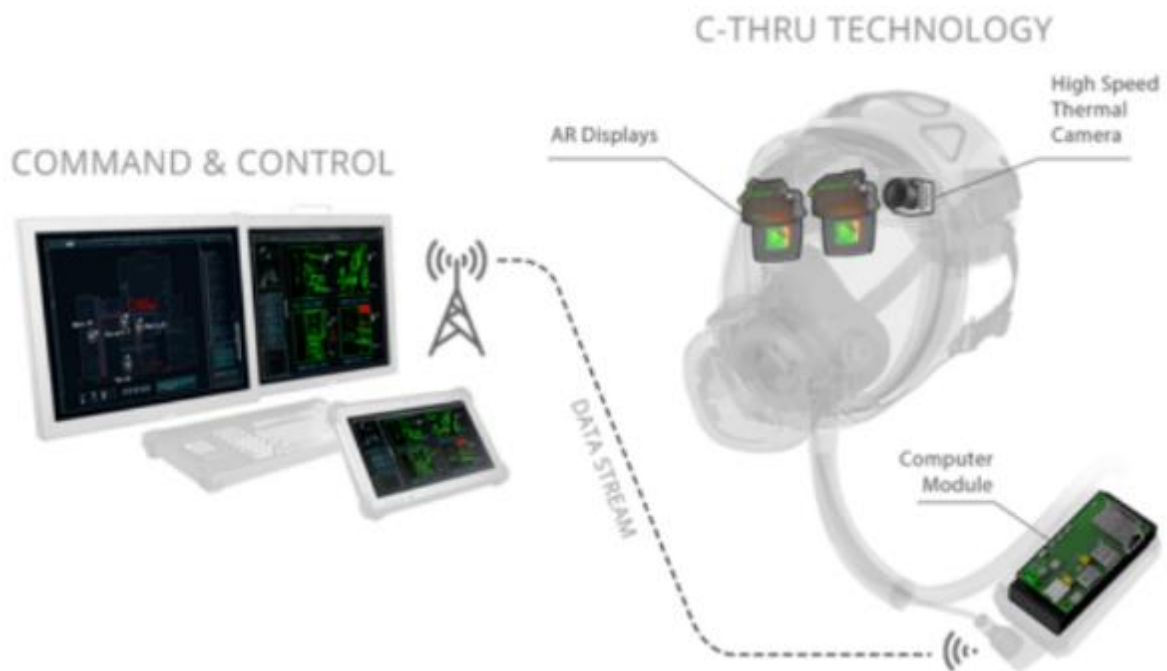 C-THRU TECHNOLOGY
High Speed
Thermal
Camera
AR Displays
COMMAND & CONTROL
DATA STREAM
Computer
Module